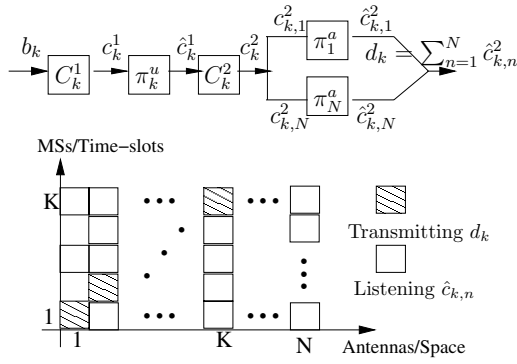 b_k c_k^1 ĉ_k^1 c_k^2
C_k^1 π_k^u C_k^2
c_{k,1}^2 π_1^a ĉ_{k,1}^2
d_k = ∑_{n=1}^N ĉ_{k,n}^2
c_{k,N}^2 π_N^a ĉ_{k,N}^2
MSs/Time-slots
K
1
1 K N
Antennas/Space
Transmitting d_k
Listening ĉ_{k,n}